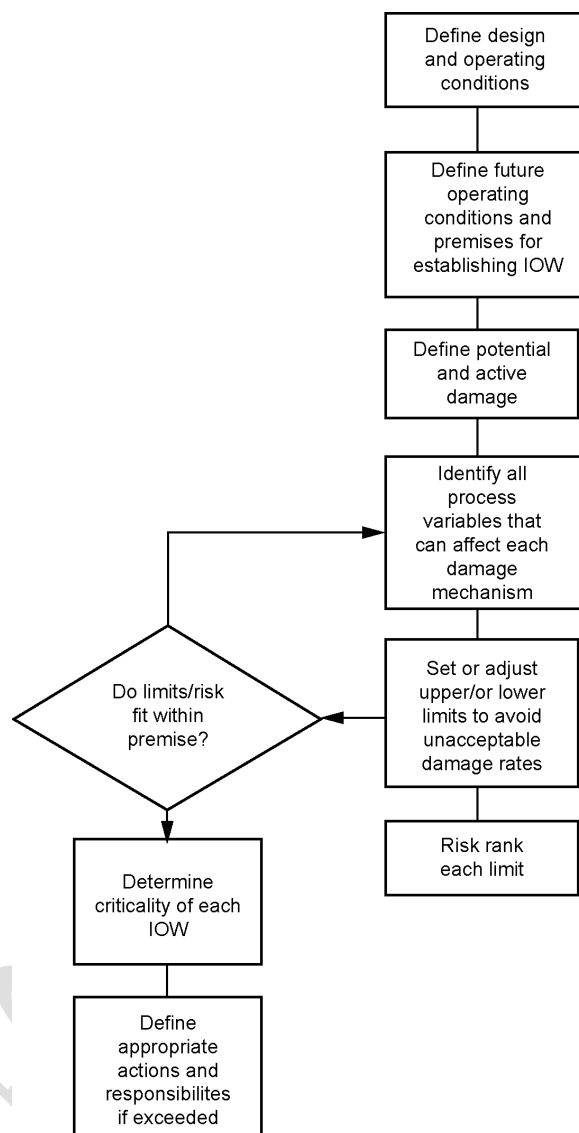 Define design
and operating
conditions
Define future
operating
conditions and
premises for
establishing IOW
Define potential
and active
damage
Identify all
process
variables that
can affect each
damage
mechanism
Set or adjust
upper/or lower
limits to avoid
unacceptable
damage rates
Risk rank
each limit
Do limits/risk
fit within
premise?
Determine
criticality of each
IOW
Define
appropriate
actions and
responsibilites
if exceeded